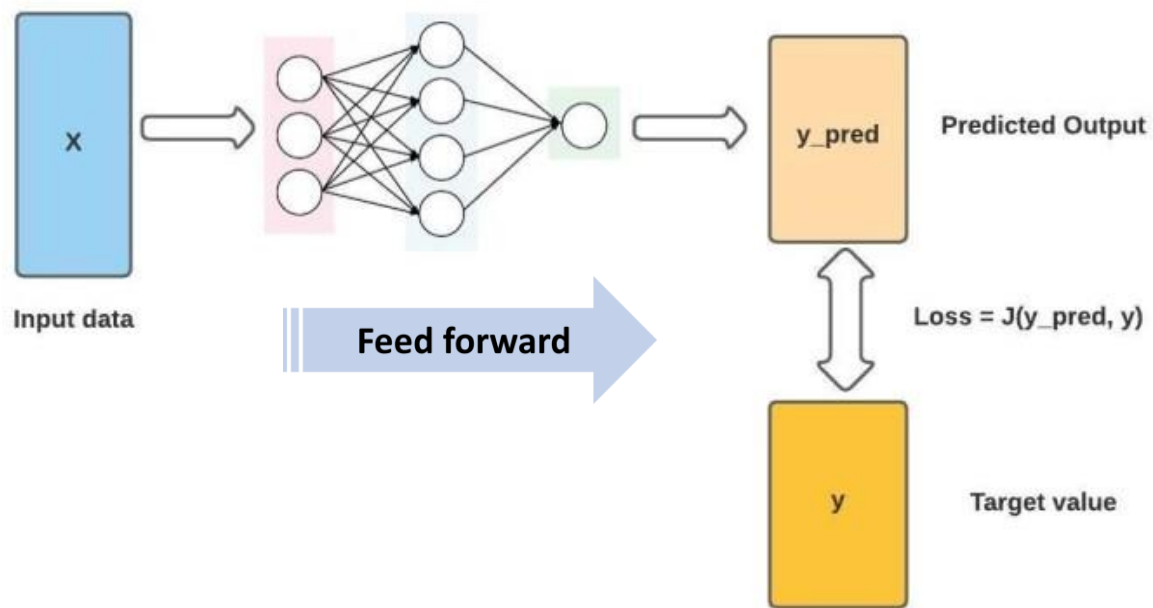 X
y_pred
Predicted Output
Input data
Feed forward
Loss = J(y_pred, y)
y
Target value